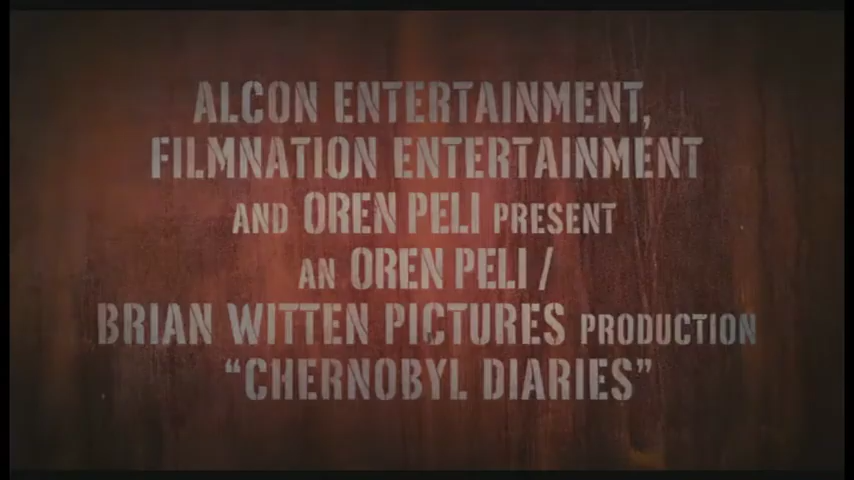 ALCON ENTERTAINMENT,
FILMNATION ENTERTAINMENT
AND OREN PELI PRESENT
AN OREN PELI /
BRIAN WITTEN PICTURES PRODUCTION
“CHERNOBYL DIARIES”